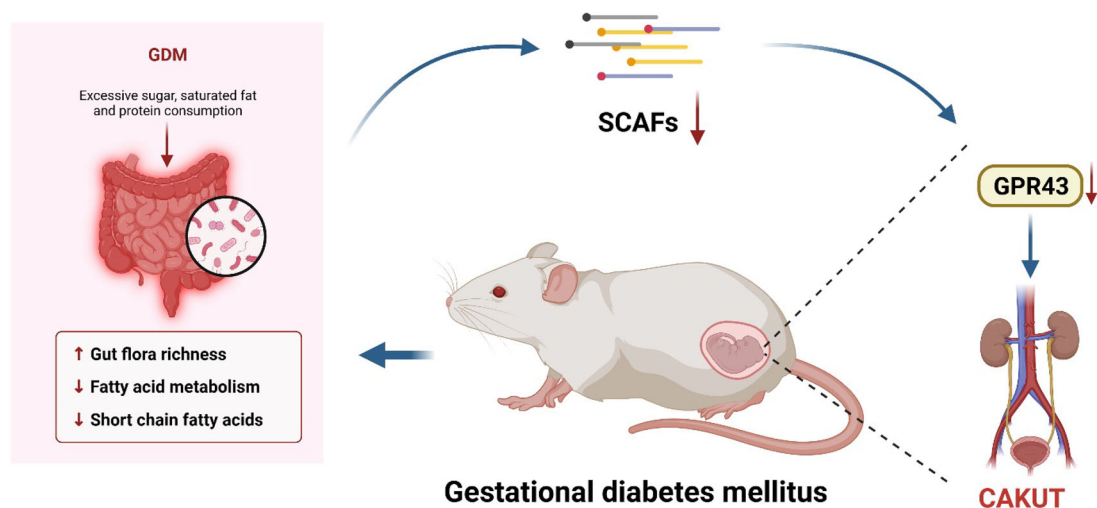 GDM
Excessive sugar, saturated fat
and protein consumption
↑ Gut flora richness
↓ Fatty acid metabolism
↓ Short chain fatty acids
SCAFs
GPR43
CAKUT
Gestational diabetes mellitus